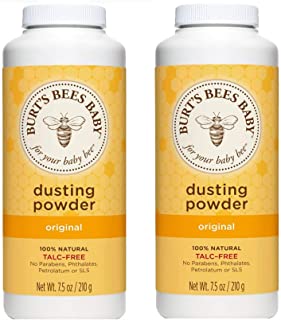 BURT'S BEES BABY
for your baby bee
dusting
powder
original
100% NATURAL
TALC-FREE
No Parabens, Phthalates,
Petrolatum or SLS
Net Wt. 7.5 oz / 210 g
BURT'S BEES BABY
for your baby bee
dusting
powder
original
100% NATURAL
TALC-FREE
No Parabens, Phthalates,
Petrolatum or SLS
Net Wt. 7.5 oz / 210 g